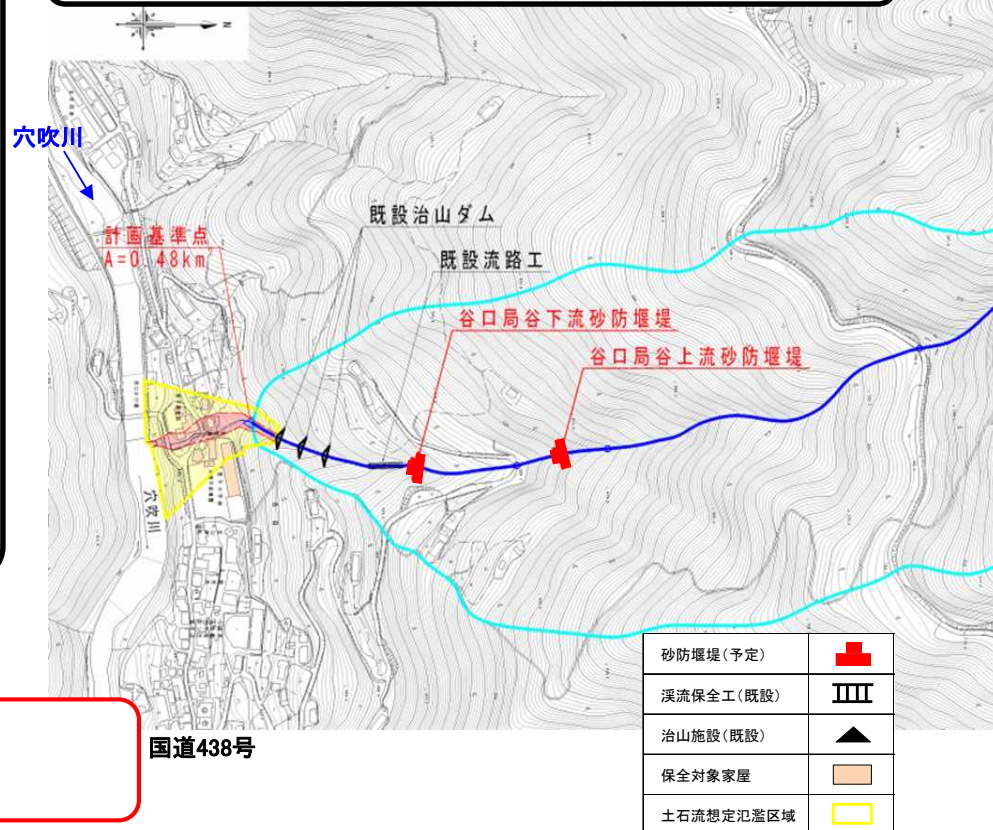 N
穴吹川
既設治山ダム
計画基準点
A=0.48km²
既設流路工
谷口局谷下流砂防堰堤
谷口局谷上流砂防堰堤
穴吹川
国道438号
砂防堰堤(予定)
渓流保全工(既設)
治山施設(既設)
保全対象家屋
土石流想定氾濫区域